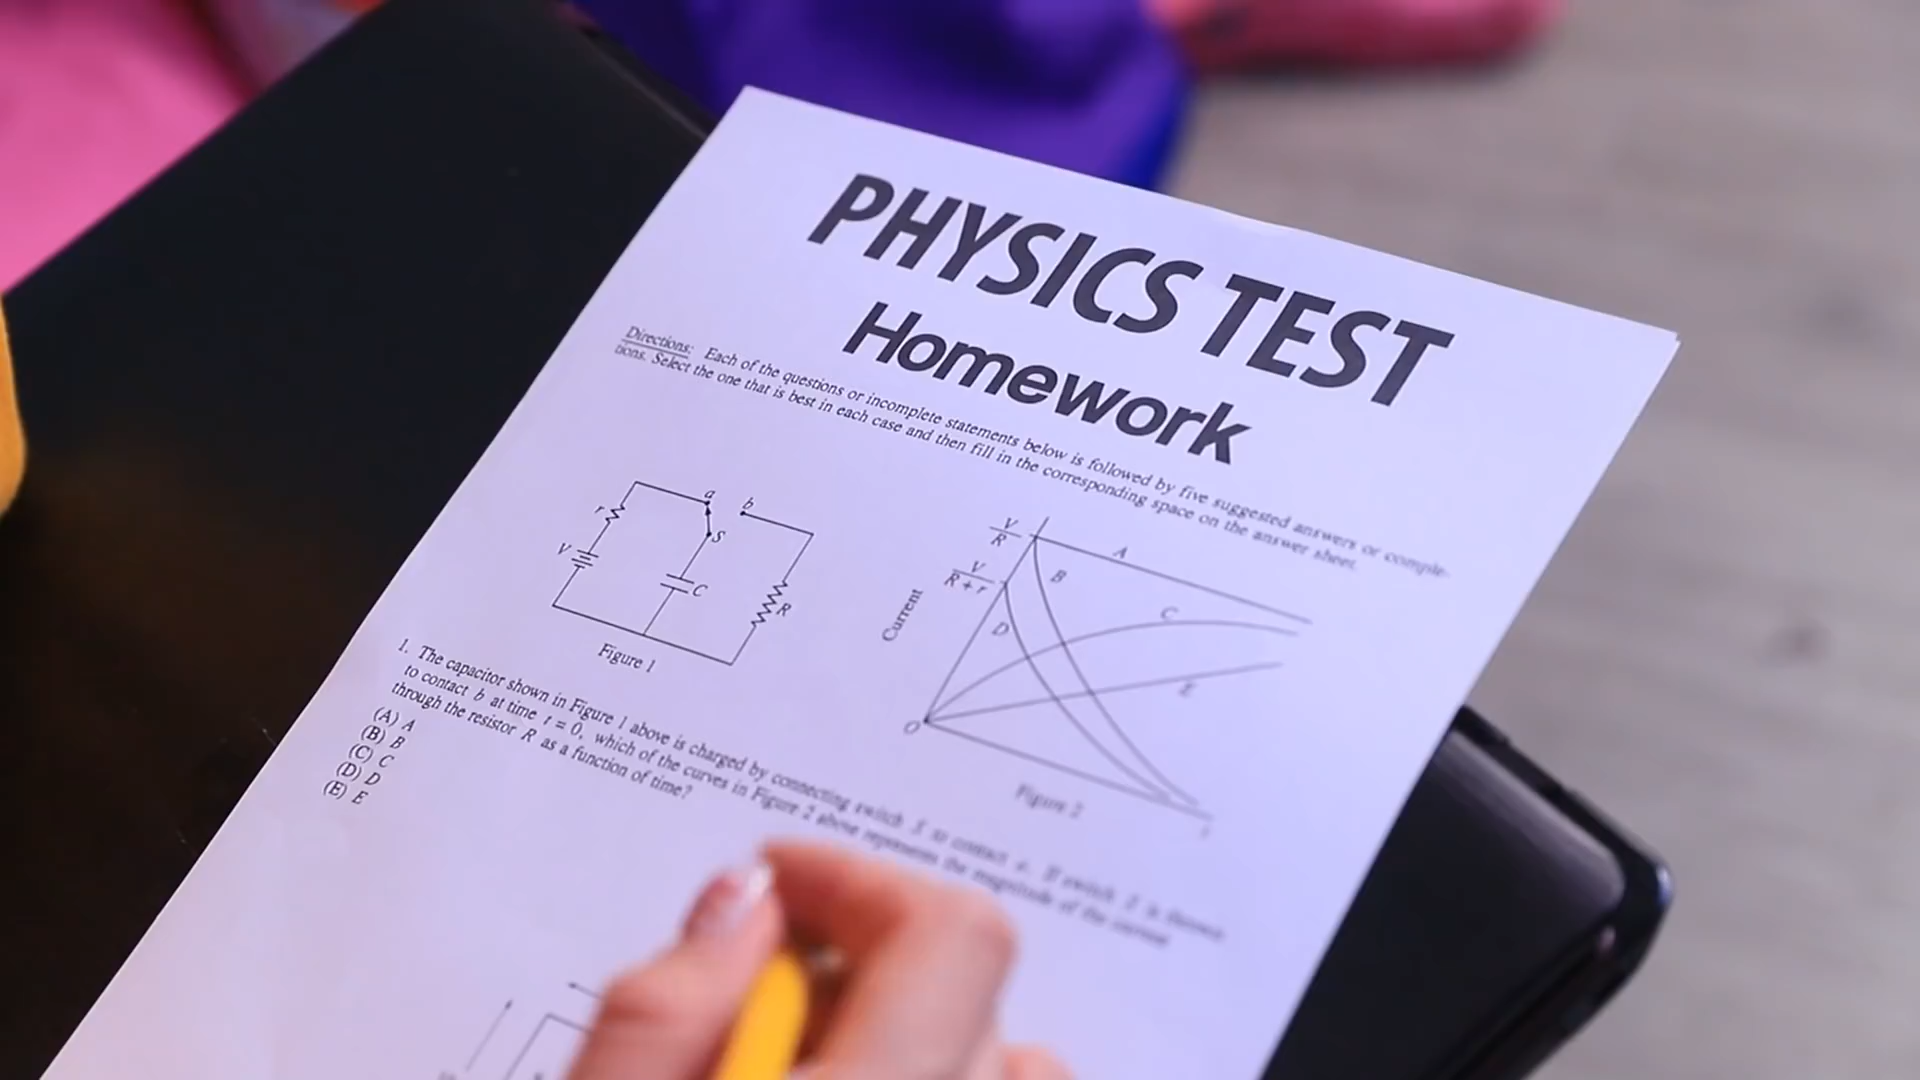 PHYSICS TEST
Homework
Directions: Each of the questions or incomplete statements below is followed by five suggested answers or comple-
tions. Select the one that is best in each case and then fill in the corresponding space on the answer sheet.
a
b
r
S
V
C
R
Figure 1
V
R
V
R + r
Current
A
B
C
D
E
O
t
Figure 2
1. The capacitor shown in Figure 1 above is charged by connecting switch S to contact a. If switch S is thrown
to contact b at time t = 0, which of the curves in Figure 2 above represents the magnitude of the current
through the resistor R as a function of time?
(A) A
(B) B
(C) C
(D) D
(E) E